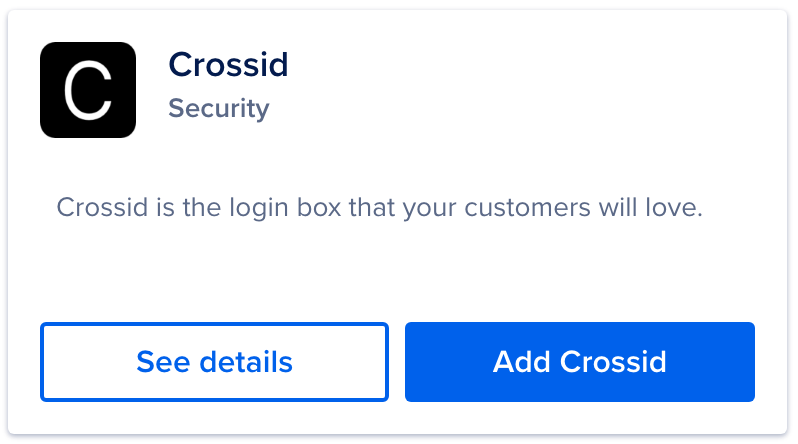 C
Crossid
Security
Crossid is the login box that your customers will love.
See details
Add Crossid